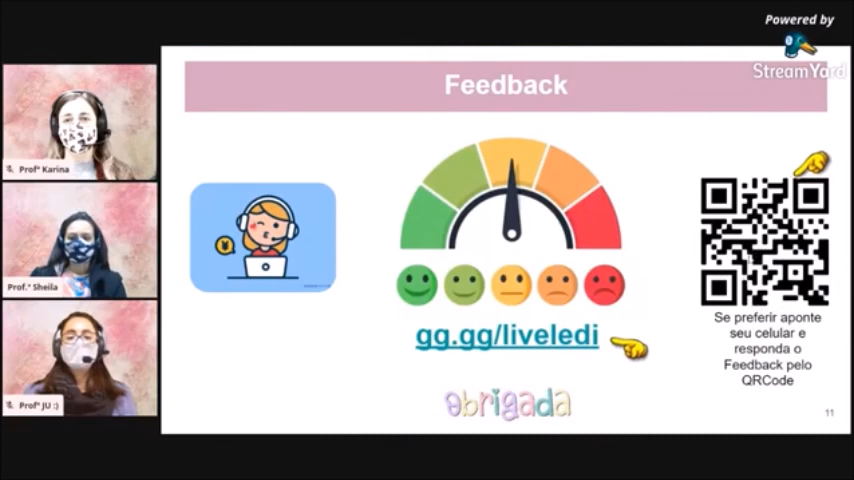 Powered by
StreamYard
Feedback
Profª Karina
Prof.ª Sheila
Profª JU :)
gg.gg/liveledi
Se preferir aponte
seu celular e
responda o
Feedback pelo
QRCode
obrigada
11